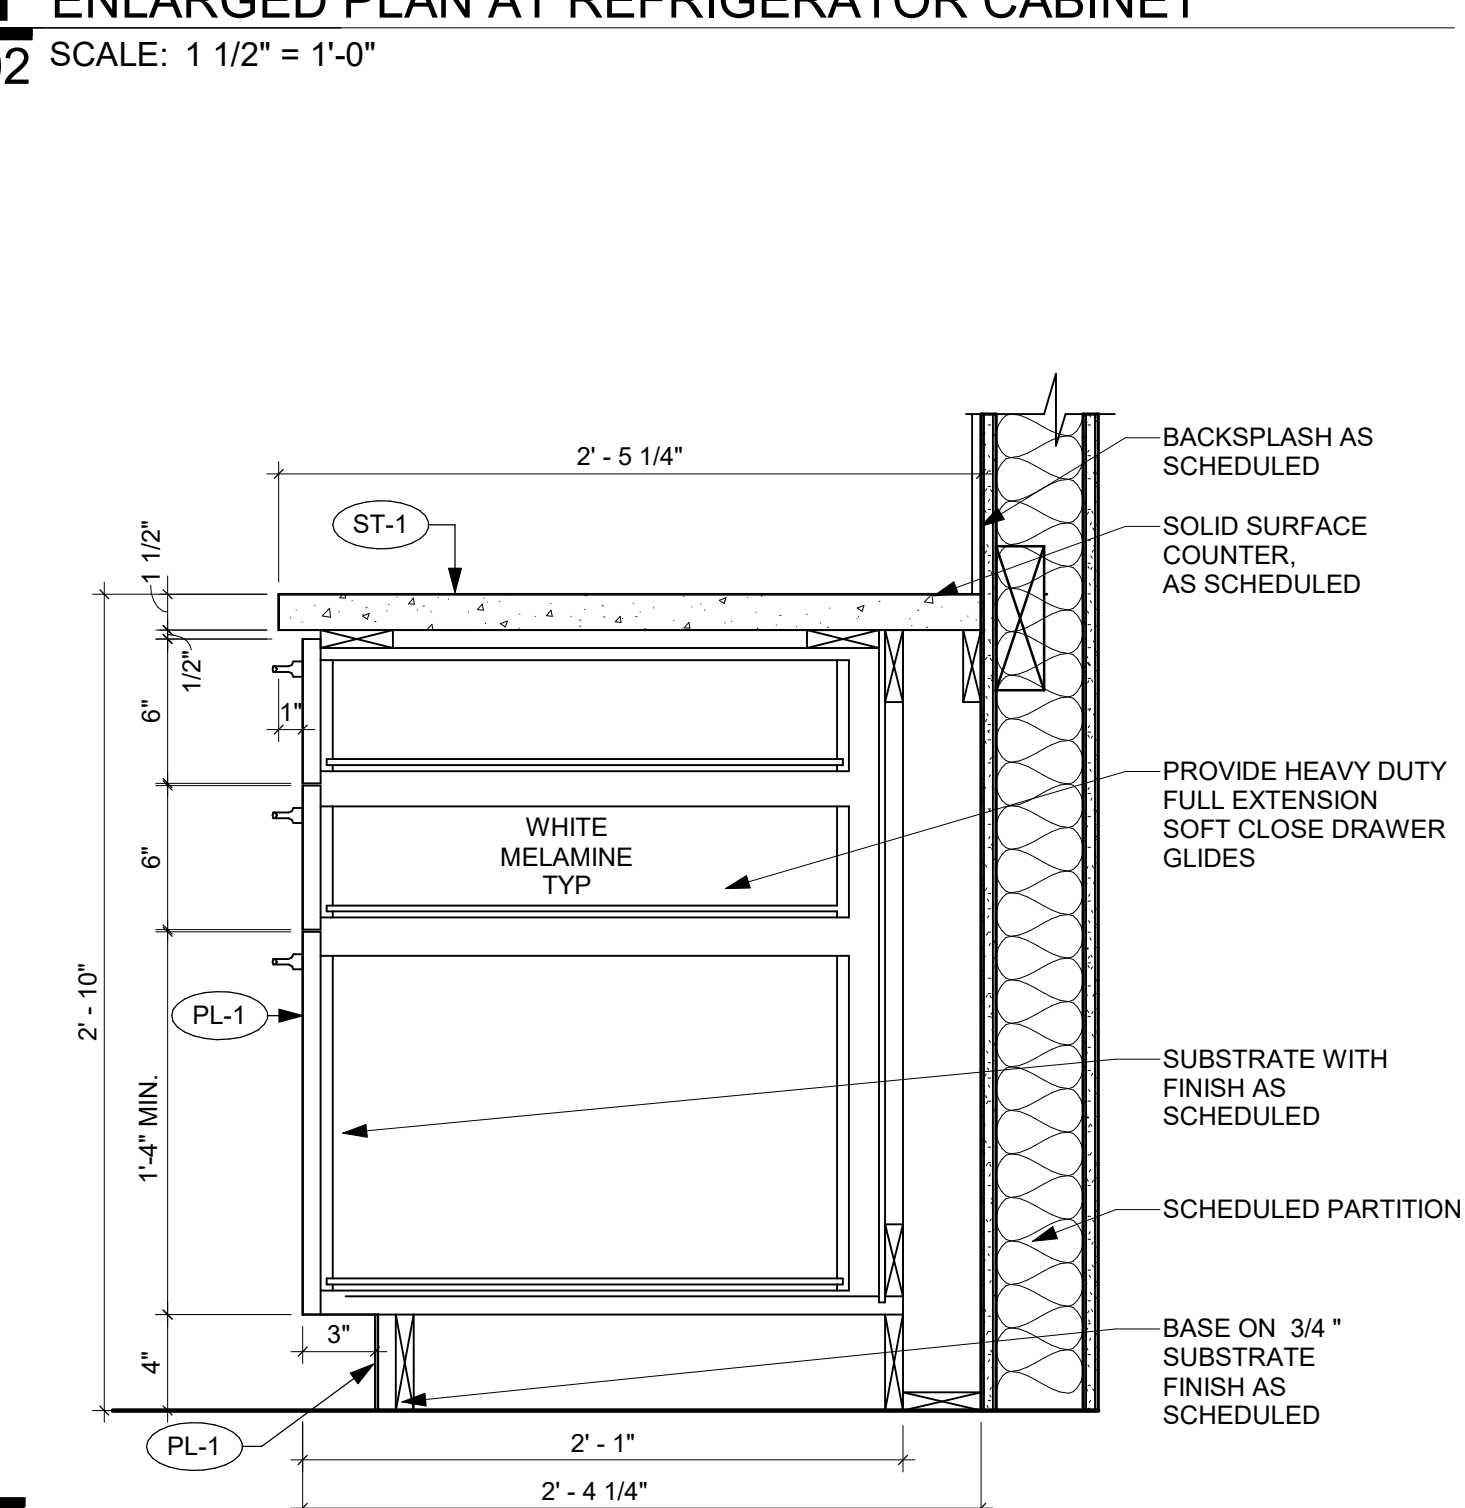 ENLARGED PLAN AT REFRIGERATOR CABINET
02 SCALE: 1 1/2" = 1'-0"
2' - 5 1/4"
BACKSPLASH AS
SCHEDULED
ST-1
SOLID SURFACE
COUNTER,
AS SCHEDULED
1 1/2"
1/2"
6"
1"
PROVIDE HEAVY DUTY
FULL EXTENSION
SOFT CLOSE DRAWER
GLIDES
WHITE
MELAMINE
TYP
6"
2' - 10"
PL-1
SUBSTRATE WITH
FINISH AS
SCHEDULED
1'-4" MIN.
SCHEDULED PARTITION
3"
4"
BASE ON 3/4 "
SUBSTRATE
FINISH AS
SCHEDULED
PL-1
2' - 1"
2' - 4 1/4"